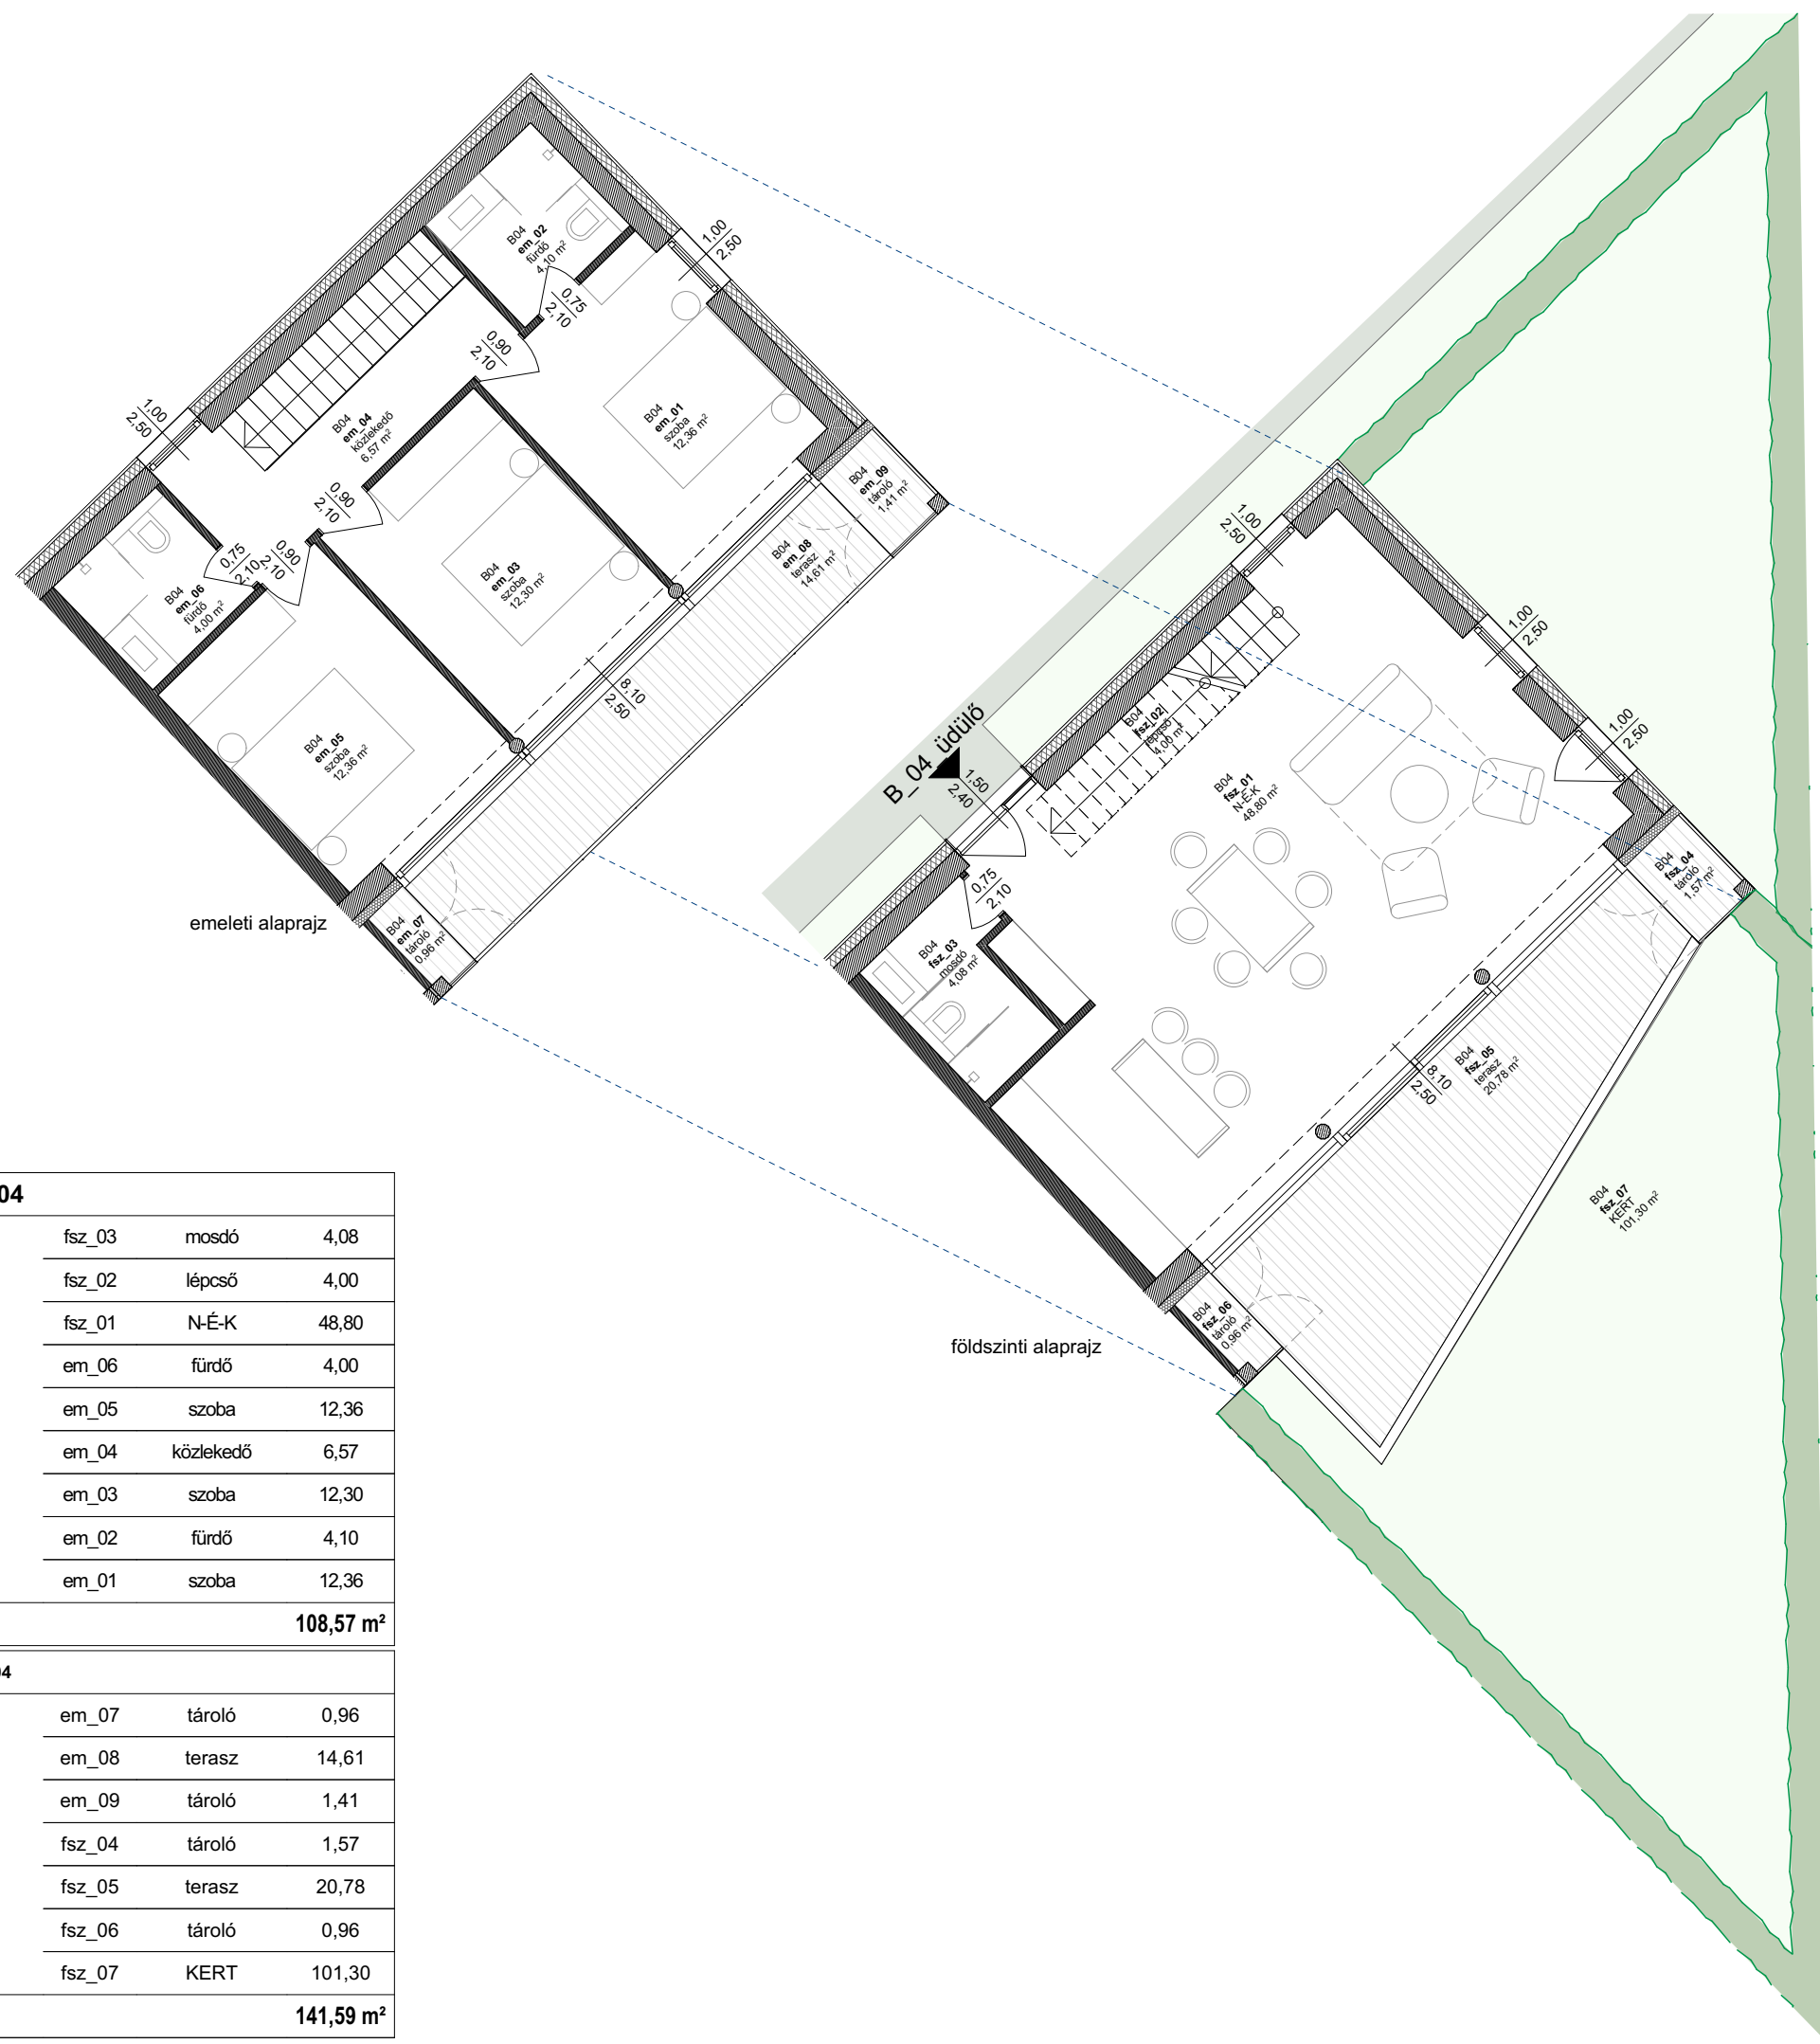 1,00
2,50
B04
em_02
fürdő
4,10 m²
0,75
2,10
0,90
2,10
1,00
2,50
B04
em_04
közlekedő
6,57 m²
B04
em_01
szoba
12,36 m²
B04
em_09
tároló
1,41 m²
0,90
2,10
B04
em_08
terasz
14,61 m²
0,75
2,10
0,90
2,10
B04
em_03
szoba
12,30 m²
B04
em_06
fürdő
4,00 m²
8,10
2,50
B04
em_05
szoba
12,36 m²
B04
em_07
tároló
0,96 m²
emeleti alaprajz
1,00
2,50
1,00
2,50
1,00
2,50
B_04_üdülő
1,50
2,40
B04
fsz_02
lépcső
4,00 m²
B04
fsz_01
N-É-K
48,80 m²
B04
fsz_04
tároló
1,57 m²
0,75
2,10
B04
fsz_03
mosdó
4,08 m²
B04
fsz_05
terasz
20,78 m²
8,10
2,50
B04
fsz_07
KERT
101,30 m²
B04
fsz_06
tároló
0,96 m²
földszinti alaprajz
04
fsz_03 mosdó 4,08
fsz_02 lépcső 4,00
fsz_01 N-É-K 48,80
em_06 fürdő 4,00
em_05 szoba 12,36
em_04 közlekedő 6,57
em_03 szoba 12,30
em_02 fürdő 4,10
em_01 szoba 12,36
108,57 m²
04
em_07 tároló 0,96
em_08 terasz 14,61
em_09 tároló 1,41
fsz_04 tároló 1,57
fsz_05 terasz 20,78
fsz_06 tároló 0,96
fsz_07 KERT 101,30
141,59 m²